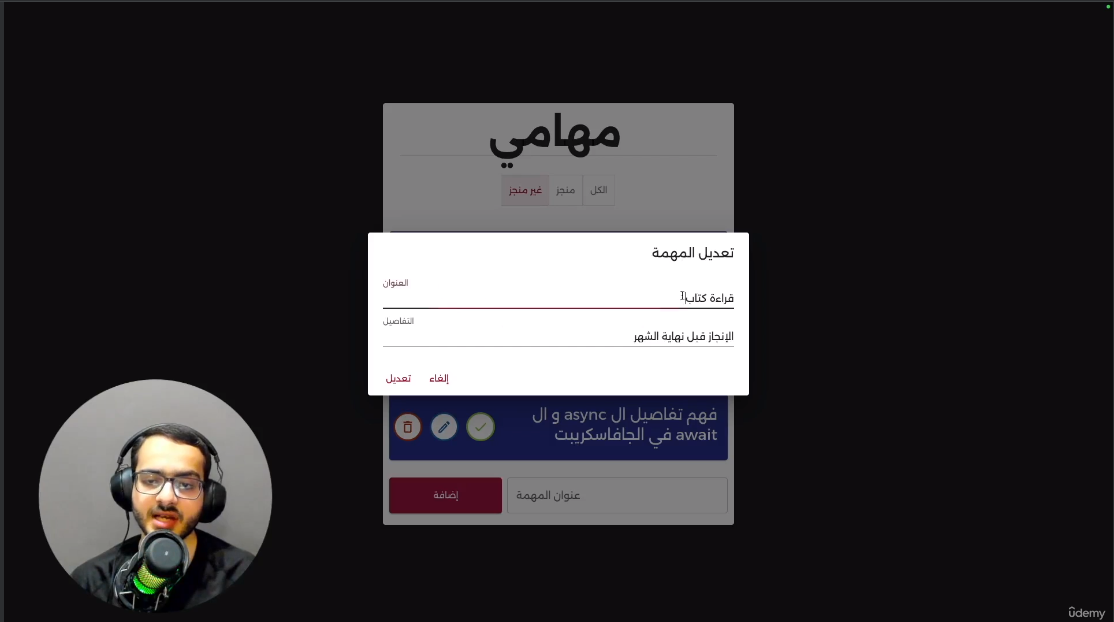 مهامي
الكل
منجز
غير منجز
تعديل المهمة
العنوان
قراءة كتاب
التفاصيل
الإنجاز قبل نهاية الشهر
إلغاء
تعديل
فهم تفاصيل ال async و ال
await في الجافاسكريبت
عنوان المهمة
إضافة
ûdemy